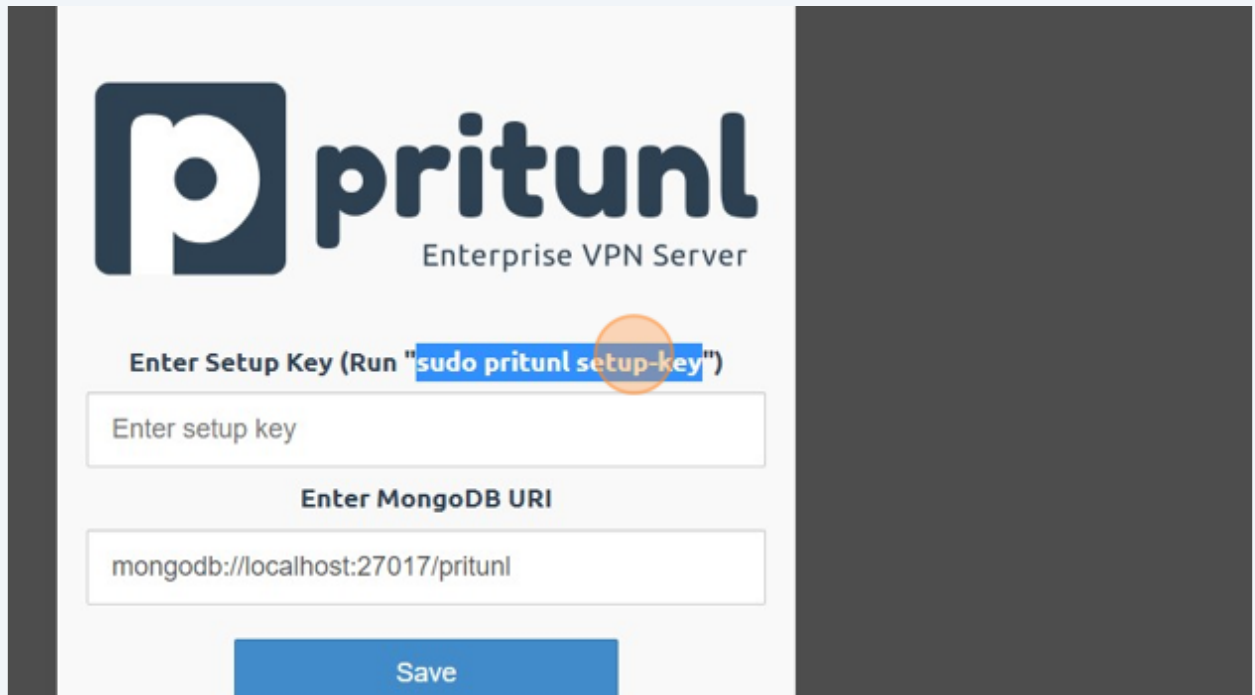 pritunl
Enterprise VPN Server
Enter Setup Key (Run "sudo pritunl setup-key")
Enter setup key
Enter MongoDB URI
mongodb://localhost:27017/pritunl
Save